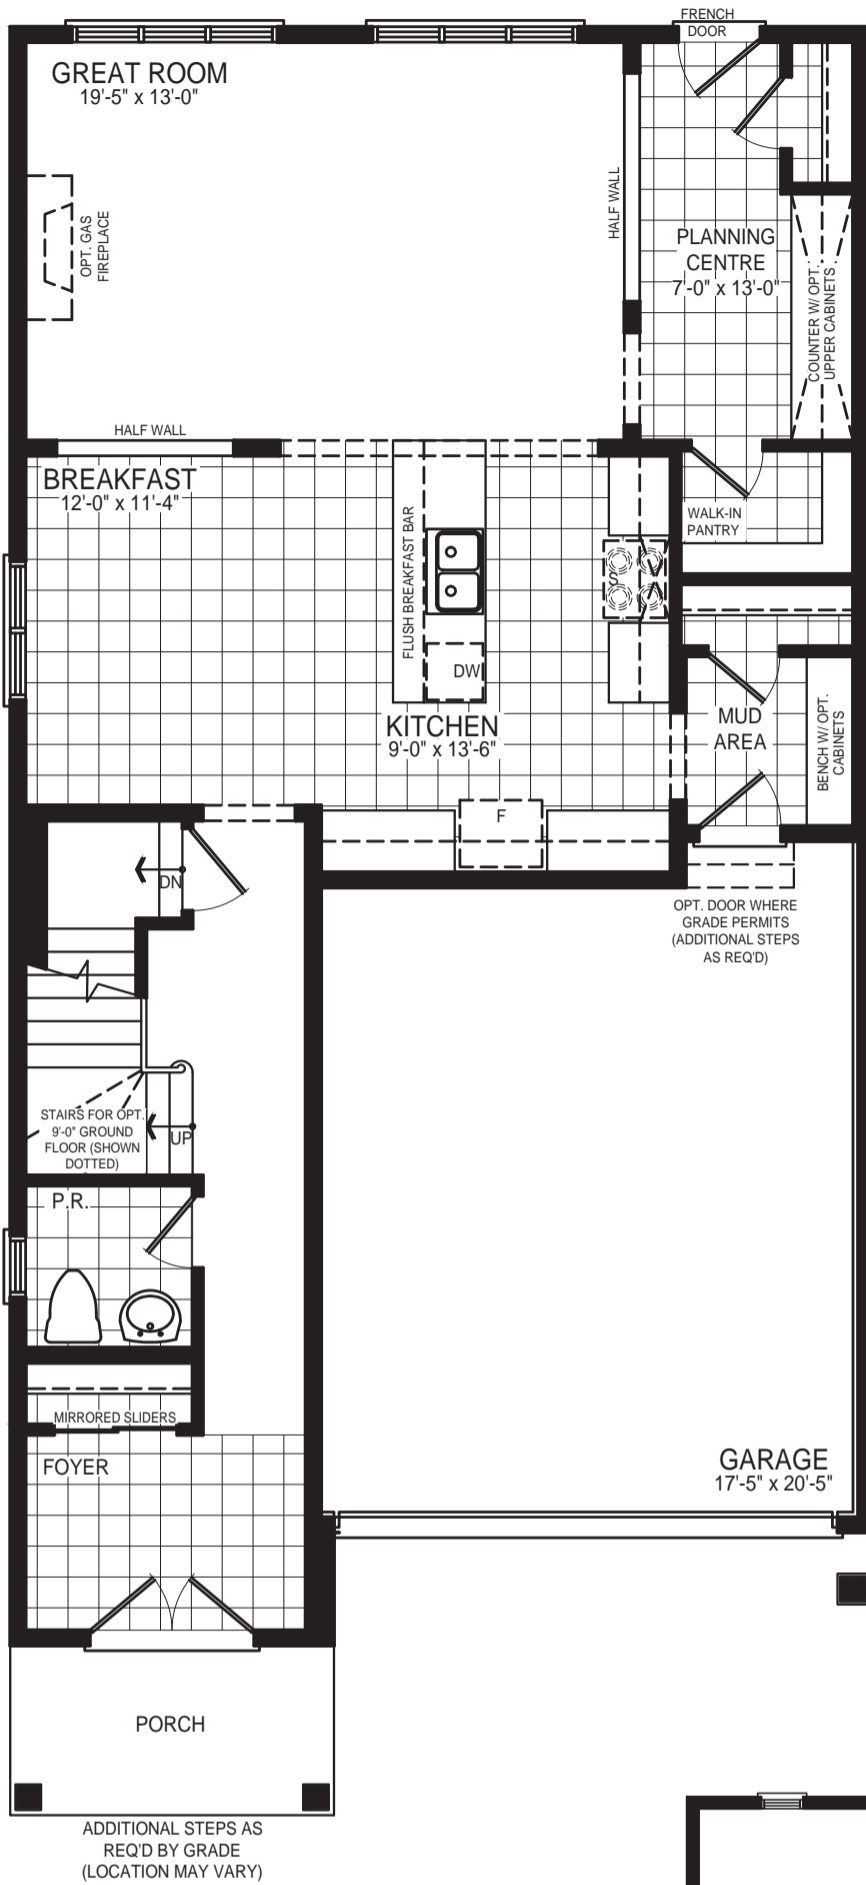 FRENCH
DOOR
GREAT ROOM
19'-5" x 13'-0"
OPT. GAS
FIREPLACE
HALF WALL
PLANNING
CENTRE
7'-0" x 13'-0"
COUNTER W/ OPT.
UPPER CABINETS
HALF WALL
BREAKFAST
12'-0" x 11'-4"
FLUSH BREAKFAST BAR
S
WALK-IN
PANTRY
DW
KITCHEN
9'-0" x 13'-6"
MUD
AREA
BENCH W/ OPT.
CABINETS
F
DN
OPT. DOOR WHERE
GRADE PERMITS
(ADDITIONAL STEPS
AS REQ'D)
STAIRS FOR OPT.
9'-0" GROUND
FLOOR (SHOWN
DOTTED)
UP
P.R.
MIRRORED SLIDERS
FOYER
GARAGE
17'-5" x 20'-5"
PORCH
ADDITIONAL STEPS AS
REQ'D BY GRADE
(LOCATION MAY VARY)